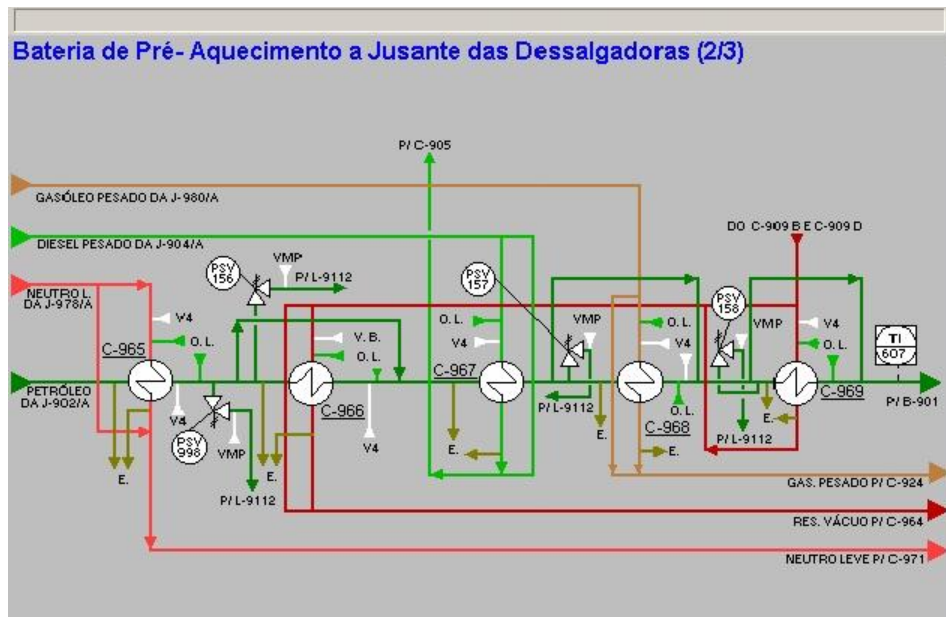 Bateria de Pré- Aquecimento a Jusante das Dessalgadoras (2/3)
P/ C-905
GASÓLEO PESADO DA J-980/A
DIESEL PESADO DA J-904/A
DO C-909 B E C-909 D
PSV
156
VMP
P/ L-9112
PSV
157
VMP
PSV
158
VMP
NEUTRO L.
DA J-978/A
V4
O. L.
C-965
V. B.
O. L.
O. L.
V4
C-967
O. L.
V4
V4
O. L.
TI
607
PETRÓLEO
DA J-902/A
V4
PSV
998
VMP
C-966
V4
P/ L-9112
O. L.
C-968
C-969
P/ B-901
E.
E.
E.
E.
E.
E.
P/ L-9112
P/ L-9112
GAS. PESADO P/ C-924
RES. VÁCUO P/ C-964
NEUTRO LEVE P/ C-971